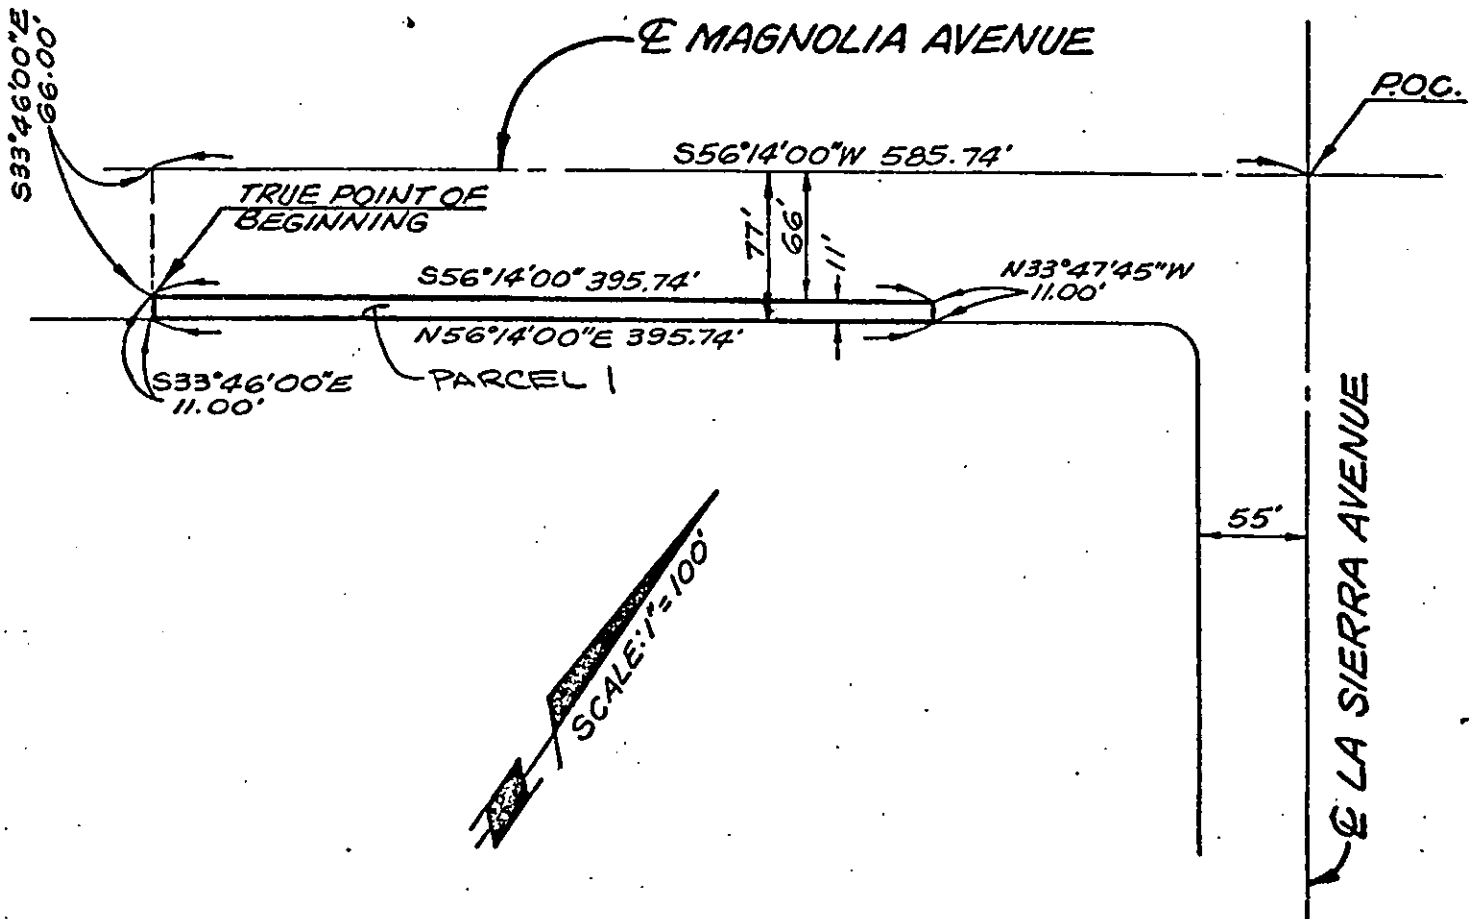 S33°46'00"E
66.00'
℄ MAGNOLIA AVENUE
P.O.C.
S56°14'00"W 585.74'
TRUE POINT OF
BEGINNING
77'
66'
11'
S56°14'00" 395.74'
N33°47'45"W
11.00'
N56°14'00"E 395.74'
S33°46'00"E
11.00'
PARCEL 1
55'
SCALE: 1"=100'
℄ LA SIERRA AVENUE